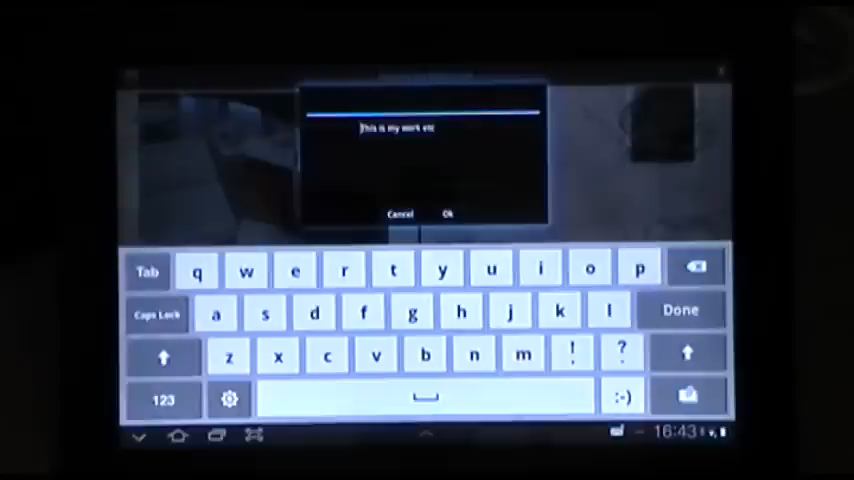 This is my work etc
Cancel Ok
Tab q w e r t y u i o p
Caps Lock a s d f g h j k l Done
z x c v b n m ! . ? ,
123 :-)
16:43